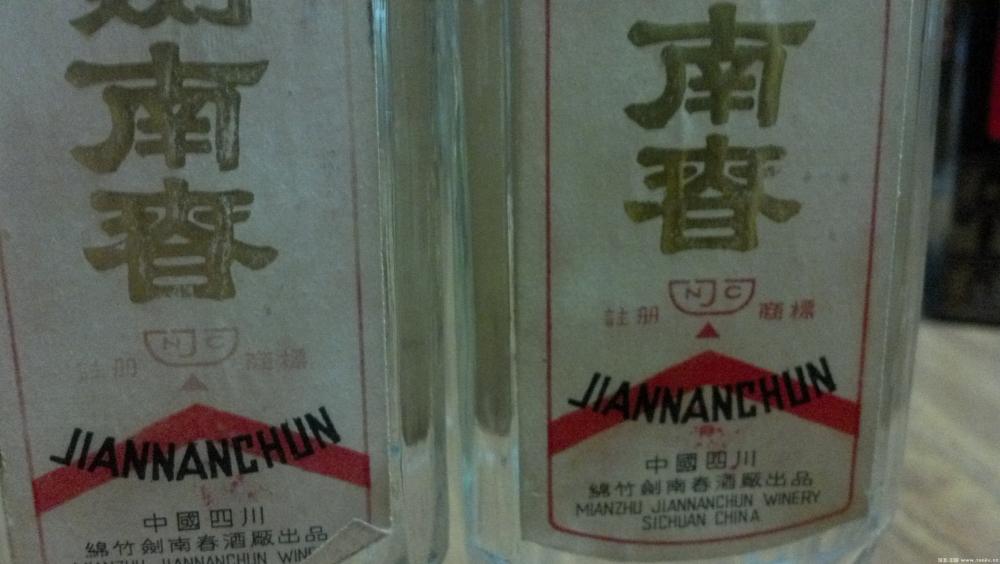 劍南春
NJC
註册 商標
JIANNANCHUN
中國四川
綿竹劍南春酒廠出品
南春
NJC
註册 商標
JIANNANCHUN
中國四川
綿竹劍南春酒廠出品
MIANZHU JIANNANCHUN WINERY
SICHUAN CHINA